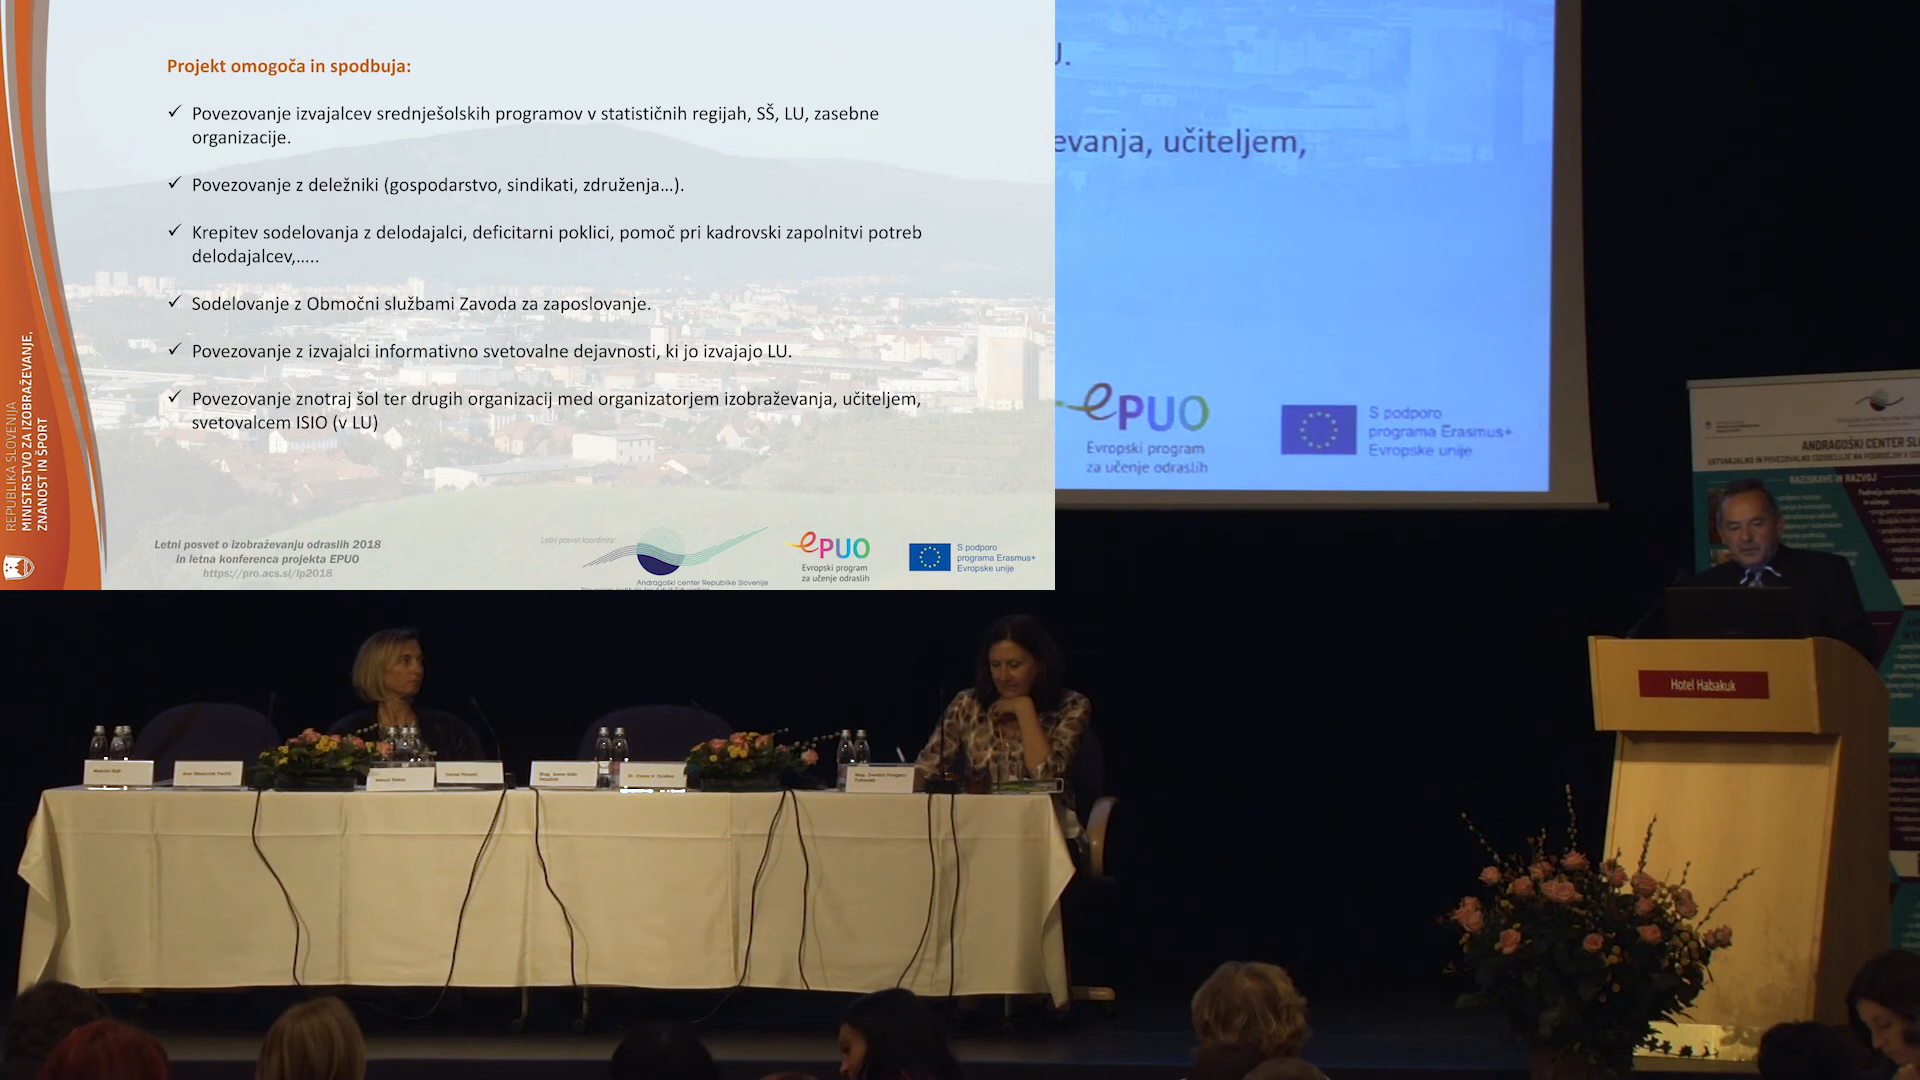 Projekt omogoča in spodbuja:
✓ Povezovanje izvajalcev srednješolskih programov v statističnih regijah, SŠ, LU, zasebne
organizacije.
✓ Povezovanje z deležniki (gospodarstvo, sindikati, združenja...).
✓ Krepitev sodelovanja z delodajalci, deficitarni poklici, pomoč pri kadrovski zapolnitvi potreb
delodajalcev,.....
✓ Sodelovanje z Območni službami Zavoda za zaposlovanje.
✓ Povezovanje z izvajalci informativno svetovalne dejavnosti, ki jo izvajajo LU.
✓ Povezovanje znotraj šol ter drugih organizacij med organizatorjem izobraževanja, učiteljem,
svetovalcem ISIO (v LU)
REPUBLIKA SLOVENIJA
MINISTRSTVO ZA IZOBRAŽEVANJE,
ZNANOST IN ŠPORT
Letni posvet o izobraževanju odraslih 2018
in letna konferenca projekta EPUO
https://pro.acs.si/lp2018
Letni posvet koordinira:
Andragoški center Republike Slovenije
ePUO
Evropski program
za učenje odraslih
S podporo
programa Erasmus+
Evropske unije
U.
evanja, učiteljem,
ePUO
Evropski program
za učenje odraslih
S podporo
programa Erasmus+
Evropske unije
ANDRAGOŠKI CENTER SL
RAZISKAVE IN RAZVOJ
Hotel Habakuk